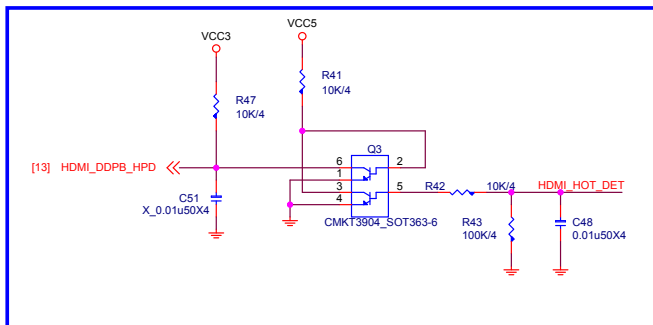 VCC5
VCC3
R41
10K/4
R47
10K/4
Q3
[13] HDMI_DDPB_HPD
6
2
1
3
5
4
R42
10K/4
HDMI_HOT_DET
C51
X_0.01u50X4
CMKT3904_SOT363-6
R43
100K/4
C48
0.01u50X4